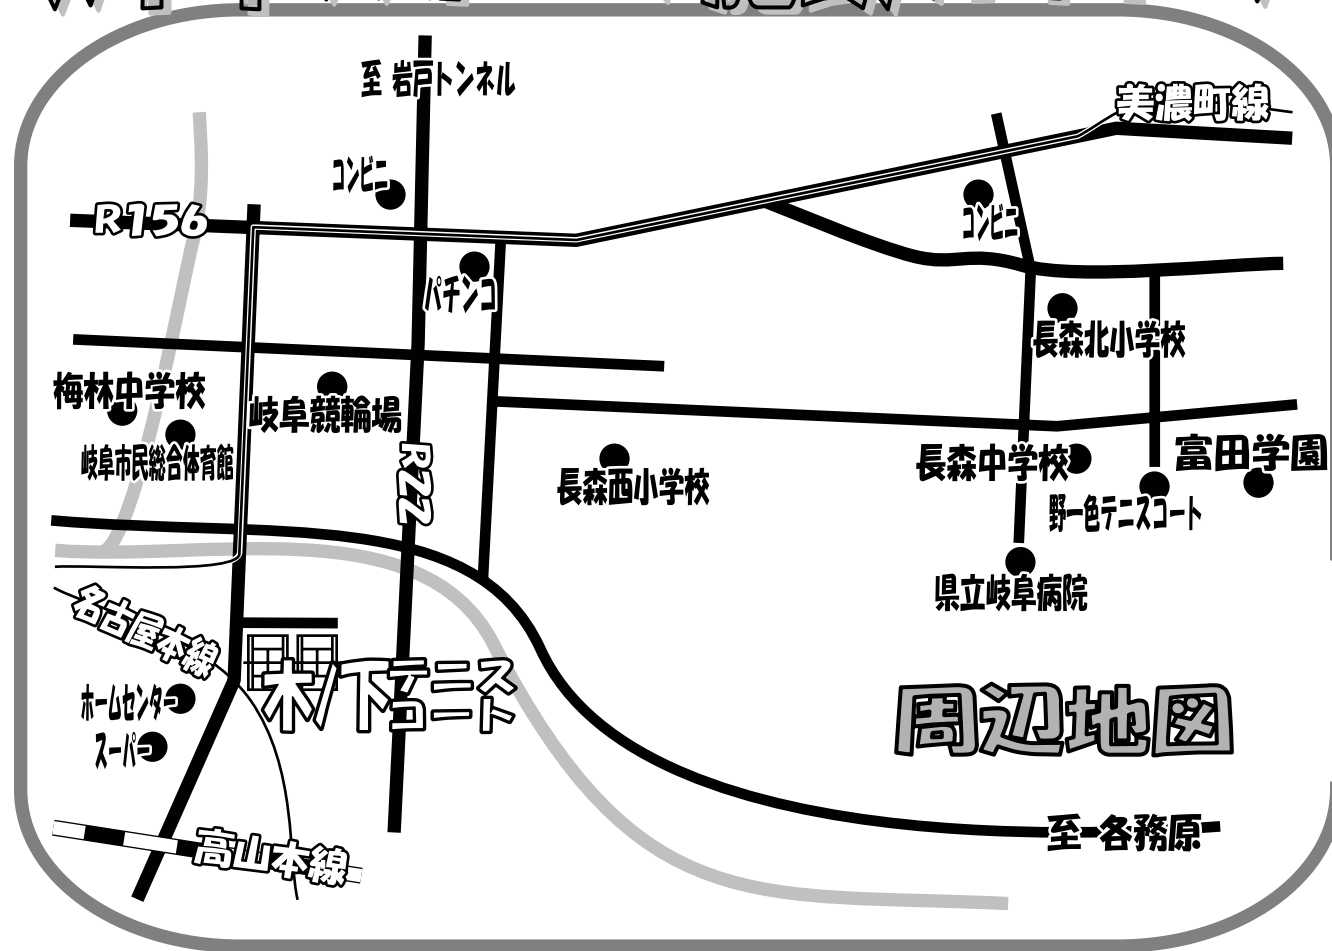 至 岩戸トンネル
美濃町線
コンビニ
コンビニ
R156
パチンコ
長森北小学校
梅林中学校
岐阜競輪場
岐阜市民総合体育館
R22
長森西小学校
長森中学校
富田学園
野一色テニスコート
県立岐阜病院
名古屋本線
木ノ下テニスコート
ホームセンター
スーパー
周辺地図
高山本線
至 各務原